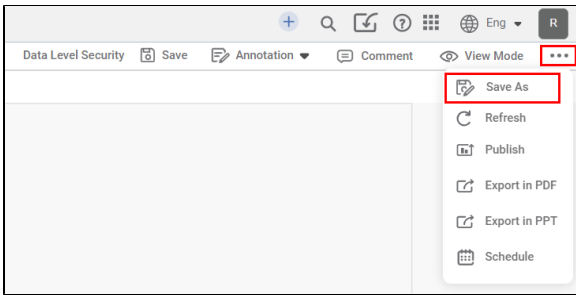 Eng
R
Data Level Security Save Annotation Comment View Mode
Save As
Refresh
Publish
Export in PDF
Export in PPT
Schedule